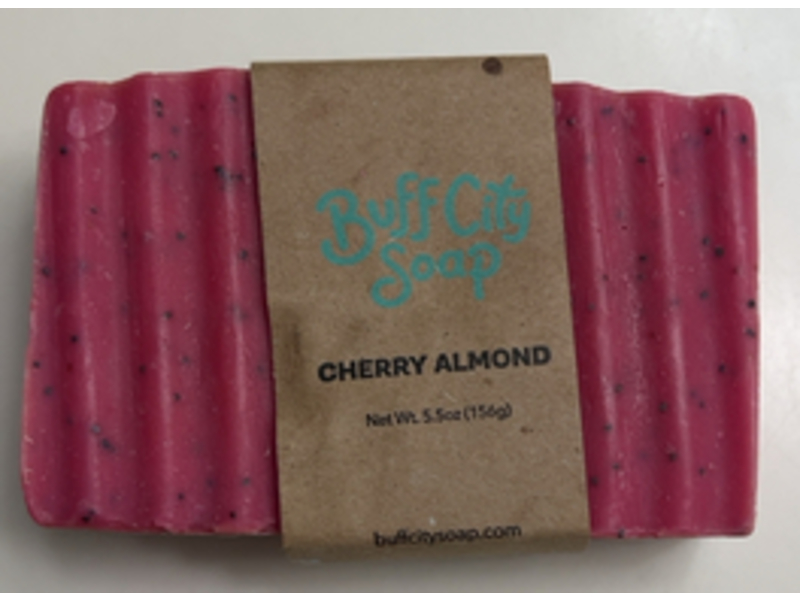 Buff City
Soap
CHERRY ALMOND
Net Wt. 5.5oz (156g)
buffcitysoap.com